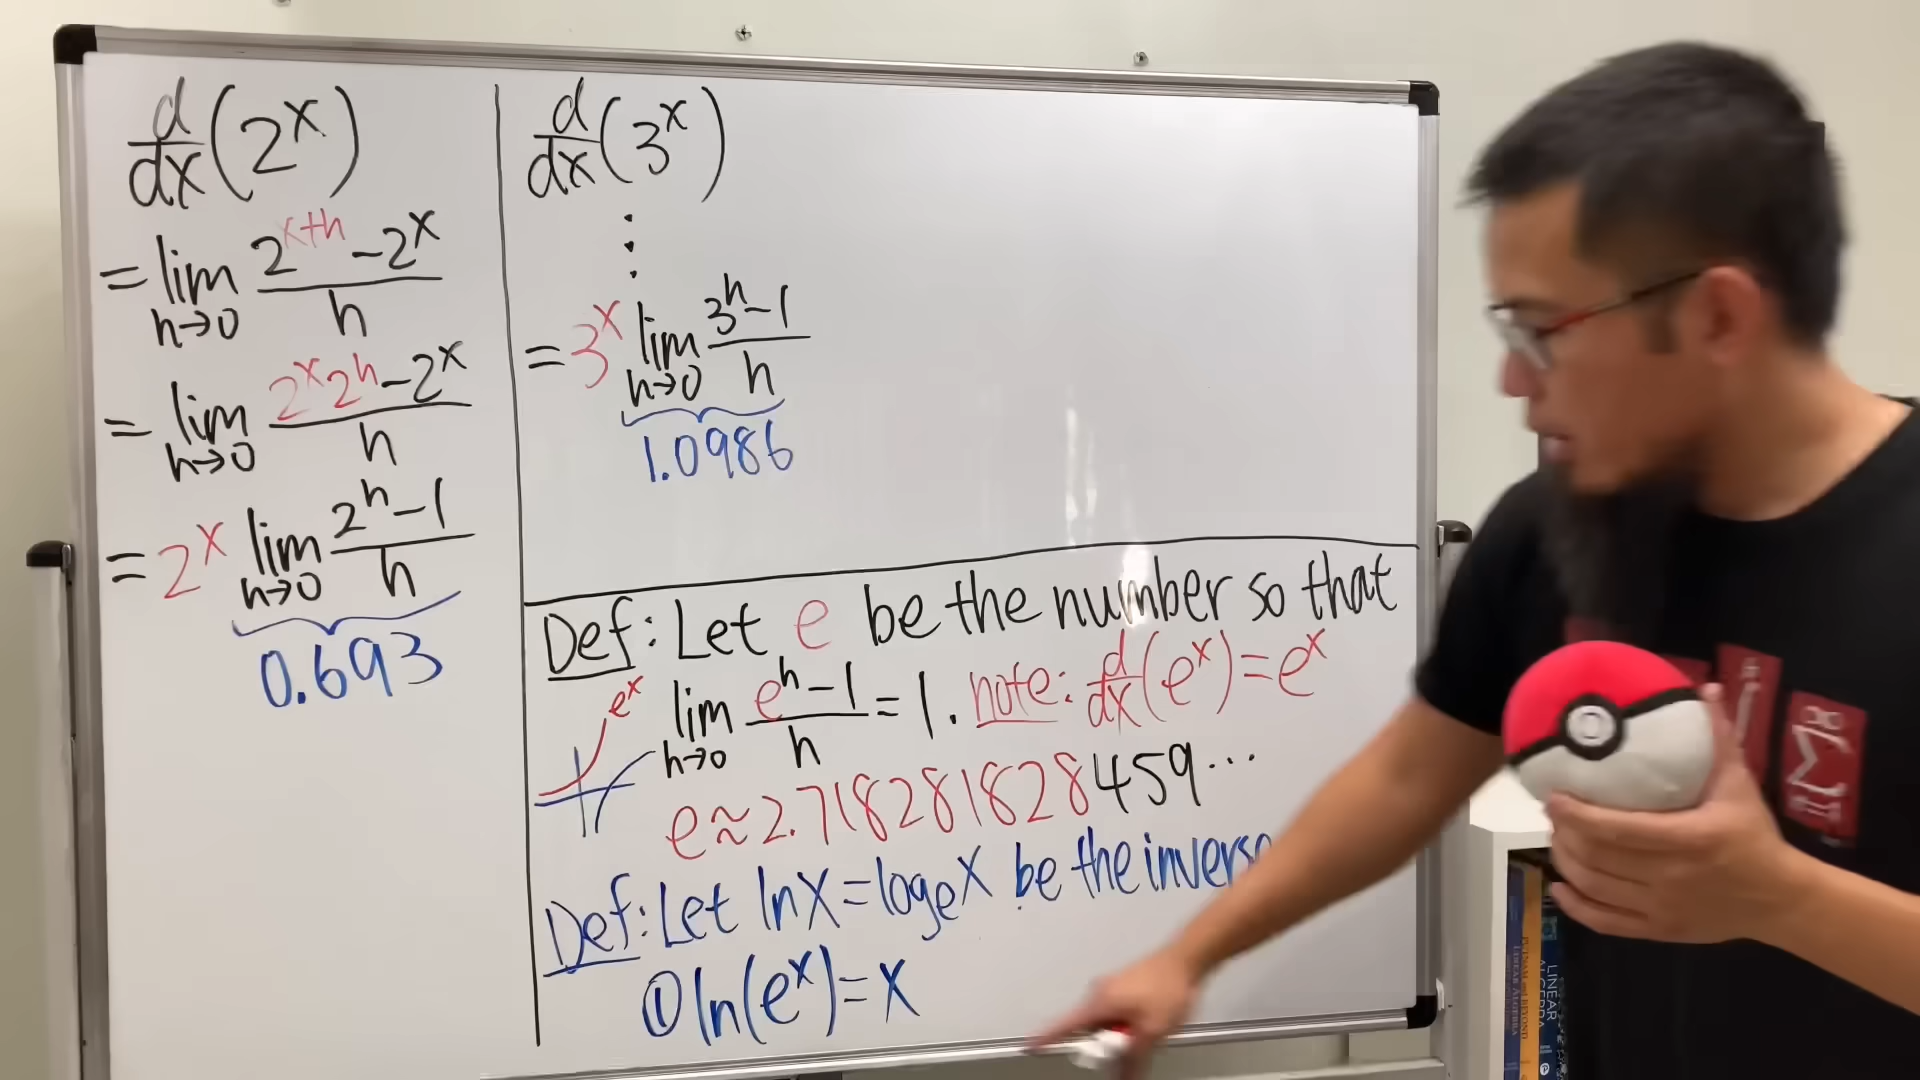 d/dx(2^x)
= lim h→0 (2^(x+h) - 2^x)/h
= lim h→0 (2^x 2^h - 2^x)/h
= 2^x lim h→0 (2^h - 1)/h
0.693
d/dx(3^x)
⋮
= 3^x lim h→0 (3^h - 1)/h
1.0986
Def: Let e be the number so that
lim h→0 (e^h - 1)/h = 1. note: d/dx(e^x) = e^x
e^x
e ≈ 2.718281828459...
Def: Let ln x = log_e x be the inverse
① ln(e^x) = x
LINEAR